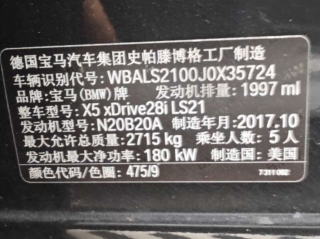 德国宝马汽车集团史帕滕博格工厂制造
车辆识别代号: WBALS2100J0X35724
品牌: 宝马(BMW)牌 发动机排量: 1997 ml
整车型号: X5 xDrive28i LS21
发动机型号: N20B20A 制造年月: 2017.10
最大允许总质量: 2715 kg 乘坐人数: 5 人
发动机最大净功率: 180 kW 制造国: 美国
颜色代码/色圈: 475/9 7311092